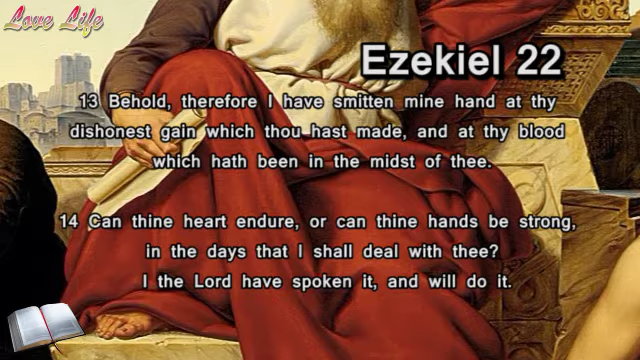 Love Life
Ezekiel 22
13 Behold, therefore I have smitten mine hand at thy
dishonest gain which thou hast made, and at thy blood
which hath been in the midst of thee.
14 Can thine heart endure, or can thine hands be strong,
in the days that I shall deal with thee?
I the Lord have spoken it, and will do it.